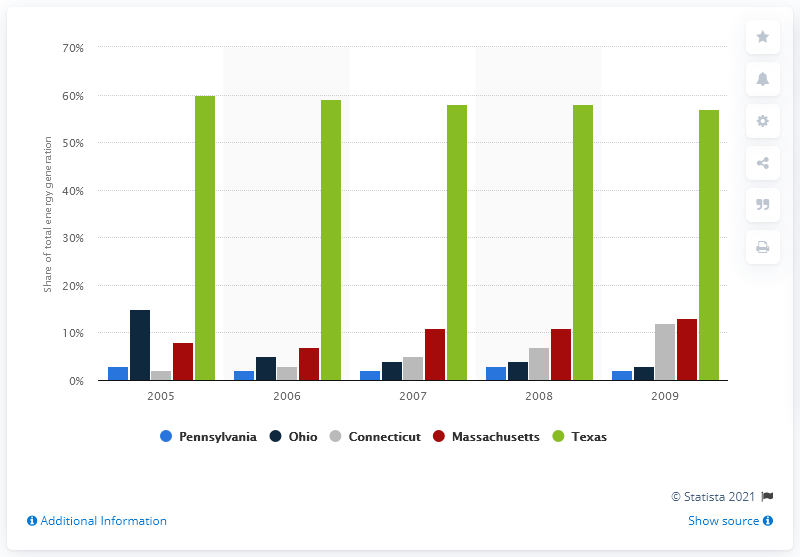 70%
60%
50%
40%
30%
20%
10%
0%
Share of total energy generation
2005 2006 2007 2008 2009
Pennsylvania Ohio Connecticut Massachusetts Texas
© Statista 2021
Additional Information Show source